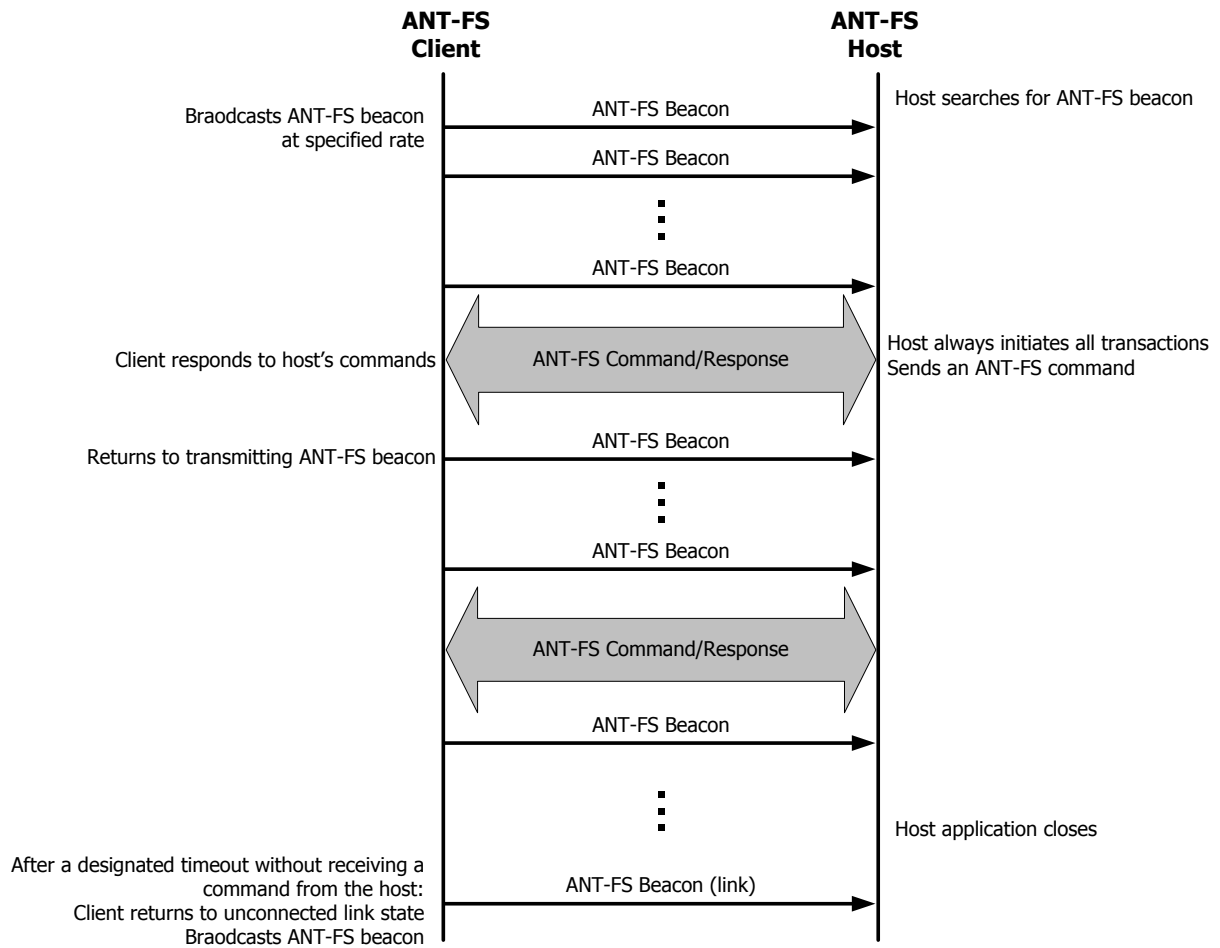 ANT-FS
Client
ANT-FS
Host
Braodcasts ANT-FS beacon
at specified rate
ANT-FS Beacon
Host searches for ANT-FS beacon
ANT-FS Beacon
ANT-FS Beacon
Client responds to host's commands
ANT-FS Command/Response
Host always initiates all transactions
Sends an ANT-FS command
Returns to transmitting ANT-FS beacon
ANT-FS Beacon
ANT-FS Beacon
ANT-FS Command/Response
ANT-FS Beacon
Host application closes
After a designated timeout without receiving a
command from the host:
Client returns to unconnected link state
Braodcasts ANT-FS beacon
ANT-FS Beacon (link)